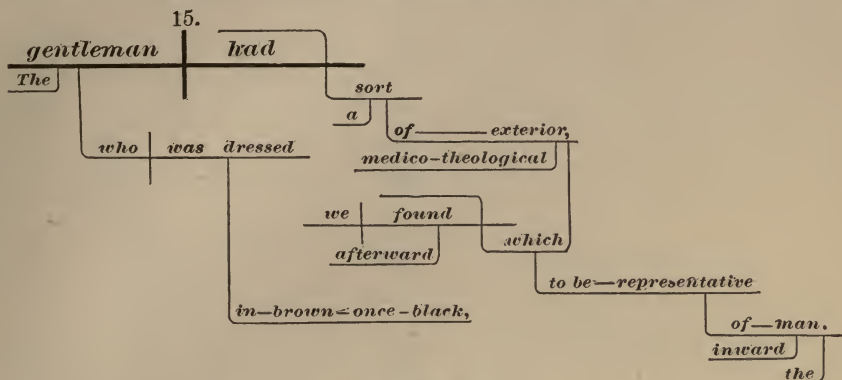 15.
gentleman had
The
sort
a
of exterior,
who was dressed
medico-theological
we found
which
afterward
to be—representative
in—brown=once-black,
of—man.
inward
the